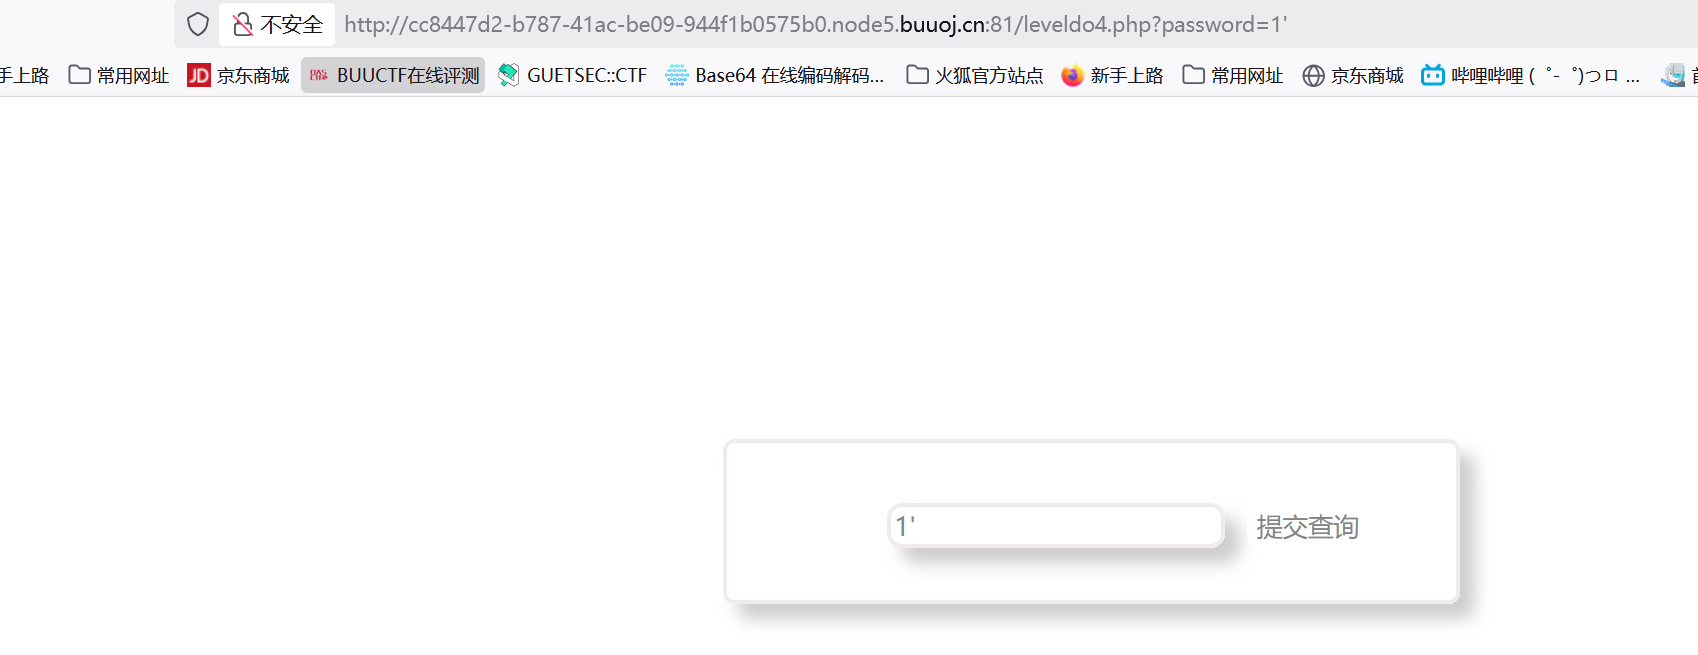 不安全 http://cc8447d2-b787-41ac-be09-944f1b0575b0.node5.buuoj.cn:81/leveldo4.php?password=1'
手上路 常用网址 JD 京东商城 BUUCTF在线评测 GUETSEC::CTF Base64 在线编码解码... 火狐官方站点 新手上路 常用网址 京东商城 哔哩哔哩 ( ゜- ゜)つロ ...
1' 提交查询